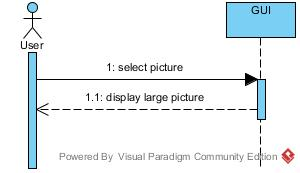 GUI
User
1: select picture
1.1: display large picture
Powered By Visual Paradigm Community Edition